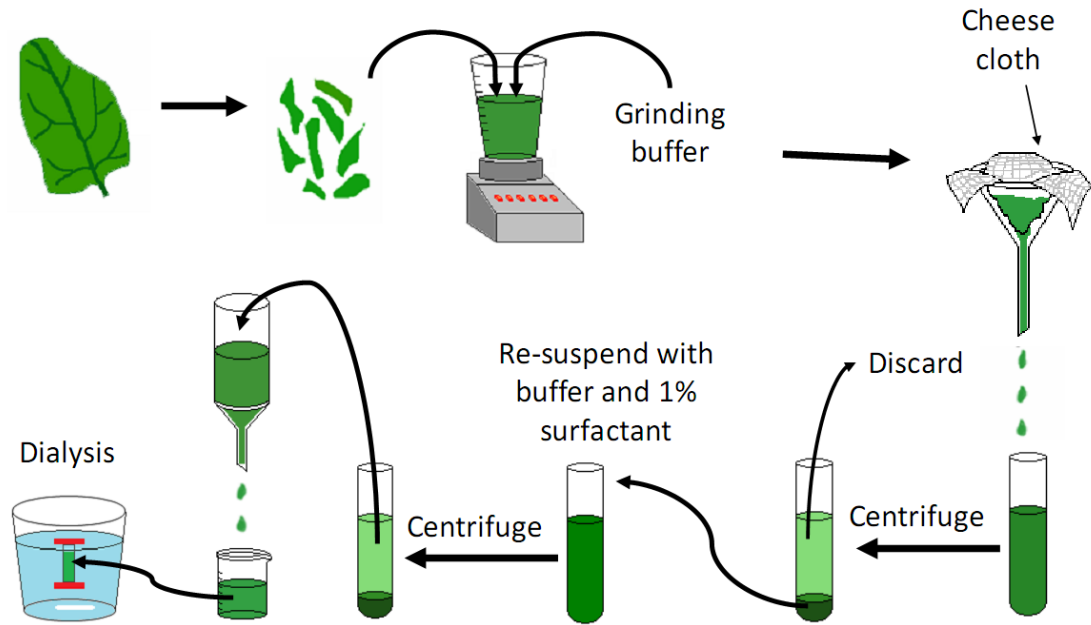 Cheese
cloth
Grinding
buffer
Re-suspend with
buffer and 1%
surfactant
Discard
Dialysis
Centrifuge
Centrifuge